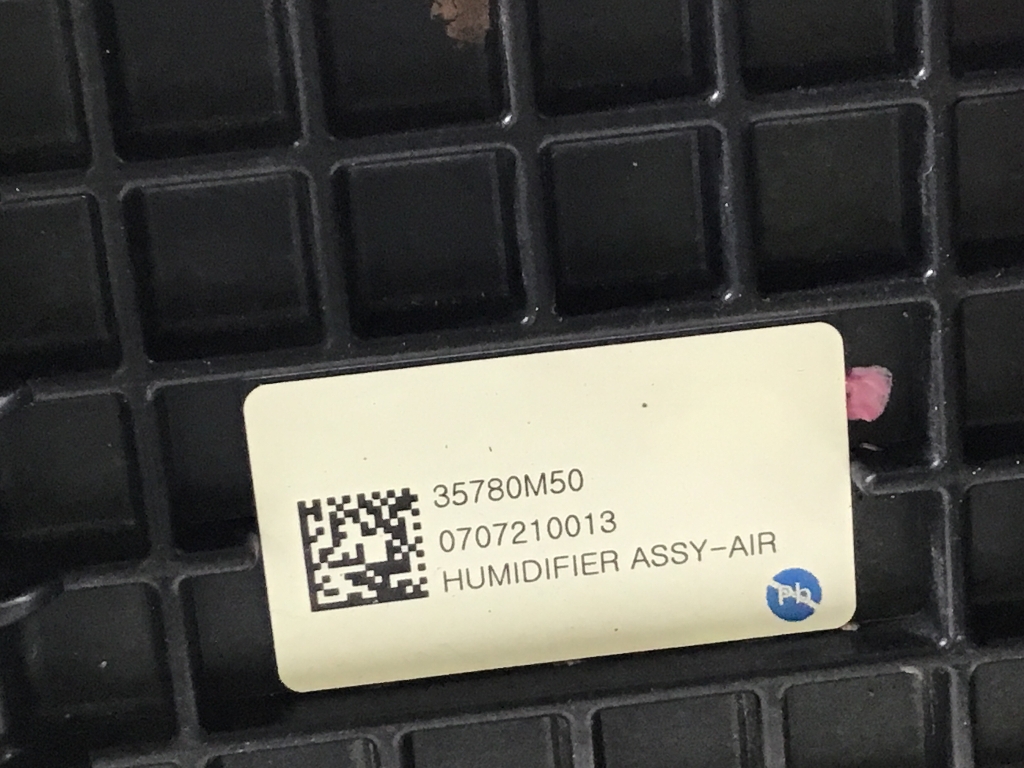 35780M50
0707210013
HUMIDIFIER ASSY-AIR
Pb